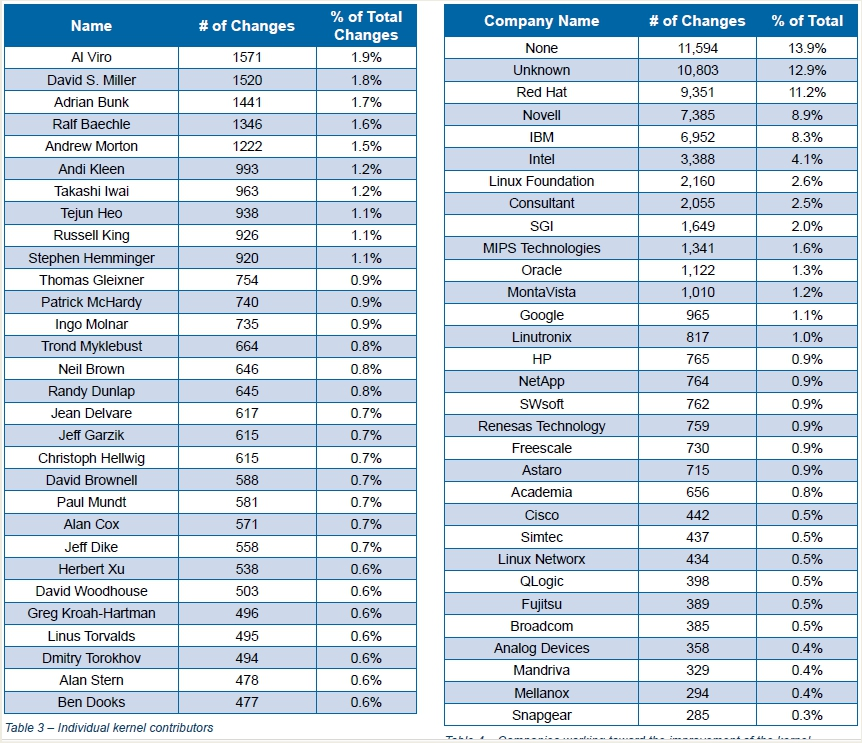 Name # of Changes % of Total Changes
Al Viro 1571 1.9%
David S. Miller 1520 1.8%
Adrian Bunk 1441 1.7%
Ralf Baechle 1346 1.6%
Andrew Morton 1222 1.5%
Andi Kleen 993 1.2%
Takashi Iwai 963 1.2%
Tejun Heo 938 1.1%
Russell King 926 1.1%
Stephen Hemminger 920 1.1%
Thomas Gleixner 754 0.9%
Patrick McHardy 740 0.9%
Ingo Molnar 735 0.9%
Trond Myklebust 664 0.8%
Neil Brown 646 0.8%
Randy Dunlap 645 0.8%
Jean Delvare 617 0.7%
Jeff Garzik 615 0.7%
Christoph Hellwig 615 0.7%
David Brownell 588 0.7%
Paul Mundt 581 0.7%
Alan Cox 571 0.7%
Jeff Dike 558 0.7%
Herbert Xu 538 0.6%
David Woodhouse 503 0.6%
Greg Kroah-Hartman 496 0.6%
Linus Torvalds 495 0.6%
Dmitry Torokhov 494 0.6%
Alan Stern 478 0.6%
Ben Dooks 477 0.6%
Table 3 – Individual kernel contributors
Company Name # of Changes % of Total
None 11,594 13.9%
Unknown 10,803 12.9%
Red Hat 9,351 11.2%
Novell 7,385 8.9%
IBM 6,952 8.3%
Intel 3,388 4.1%
Linux Foundation 2,160 2.6%
Consultant 2,055 2.5%
SGI 1,649 2.0%
MIPS Technologies 1,341 1.6%
Oracle 1,122 1.3%
MontaVista 1,010 1.2%
Google 965 1.1%
Linutronix 817 1.0%
HP 765 0.9%
NetApp 764 0.9%
SWsoft 762 0.9%
Renesas Technology 759 0.9%
Freescale 730 0.9%
Astaro 715 0.9%
Academia 656 0.8%
Cisco 442 0.5%
Simtec 437 0.5%
Linux Networx 434 0.5%
QLogic 398 0.5%
Fujitsu 389 0.5%
Broadcom 385 0.5%
Analog Devices 358 0.4%
Mandriva 329 0.4%
Mellanox 294 0.4%
Snapgear 285 0.3%
Table 4 – Companies working toward the improvement of the kernel